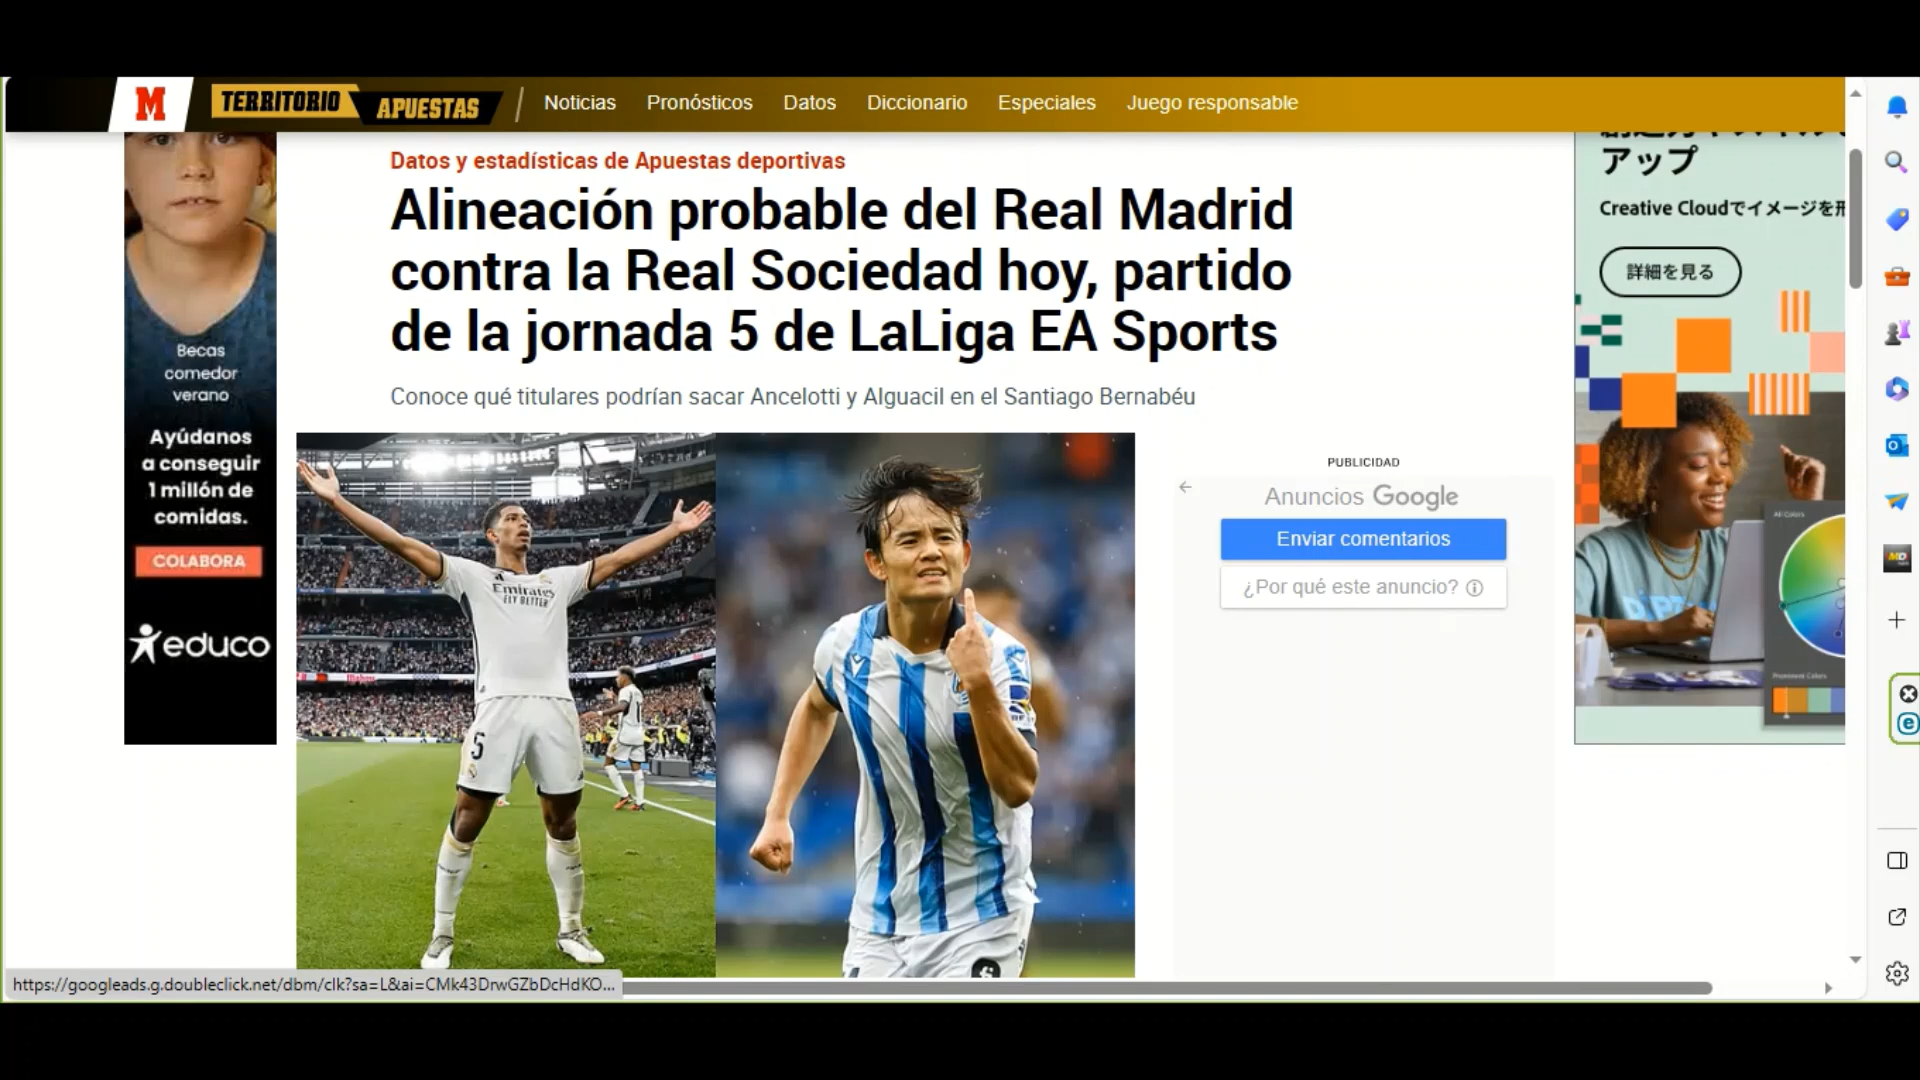 M
TERRITORIO
APUESTAS
Noticias
Pronósticos
Datos
Diccionario
Especiales
Juego responsable
Datos y estadísticas de Apuestas deportivas
Alineación probable del Real Madrid
contra la Real Sociedad hoy, partido
de la jornada 5 de LaLiga EA Sports
Conoce qué titulares podrían sacar Ancelotti y Alguacil en el Santiago Bernabéu
Becas
comedor
verano
Ayúdanos
a conseguir
1 millón de
comidas.
COLABORA
educo
Emirates
FLY BETTER
5
PUBLICIDAD
Anuncios Google
Enviar comentarios
¿Por qué este anuncio?
アップ
Creative Cloudでイメージを形
詳細を見る
All Colors
Prominent Colors
https://googleads.g.doubleclick.net/dbm/clk?sa=L&ai=CMk43DrwGZbDcHdKO...